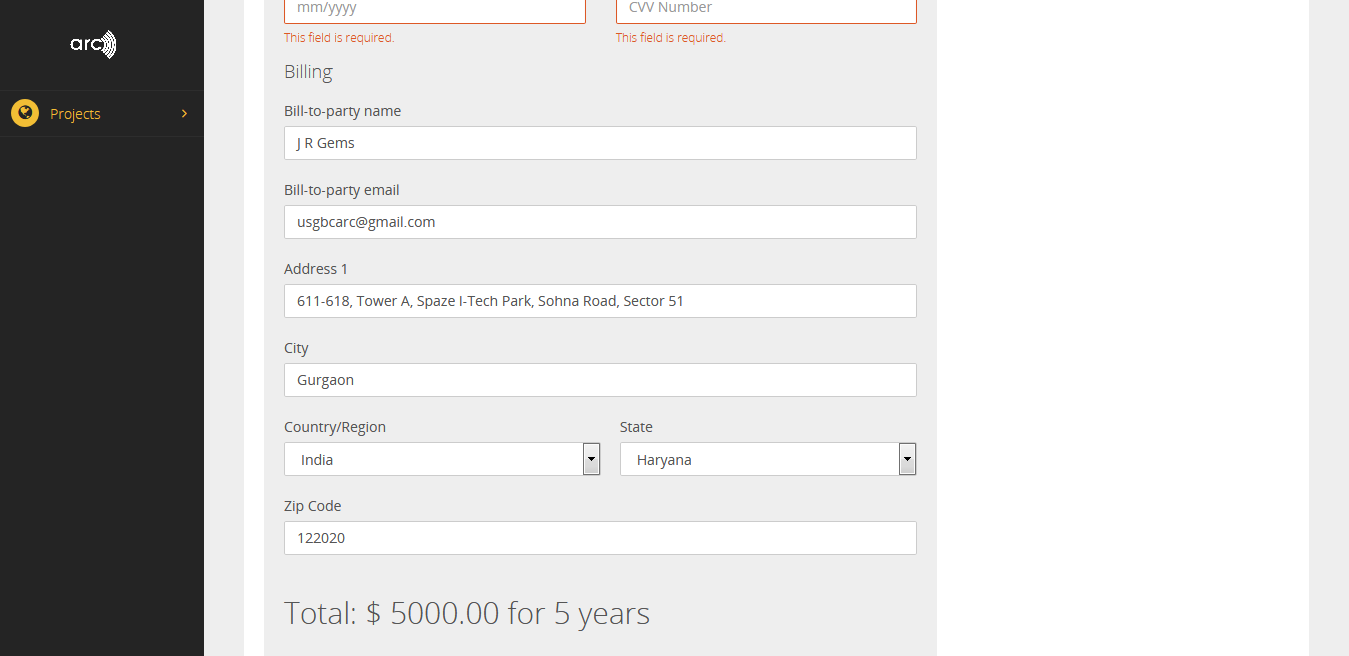 arc
Projects
mm/yyyy
CVV Number
This field is required.
This field is required.
Billing
Bill-to-party name
J R Gems
Bill-to-party email
usgbcarc@gmail.com
Address 1
611-618, Tower A, Spaze I-Tech Park, Sohna Road, Sector 51
City
Gurgaon
Country/Region
State
India
Haryana
Zip Code
122020
Total: $ 5000.00 for 5 years